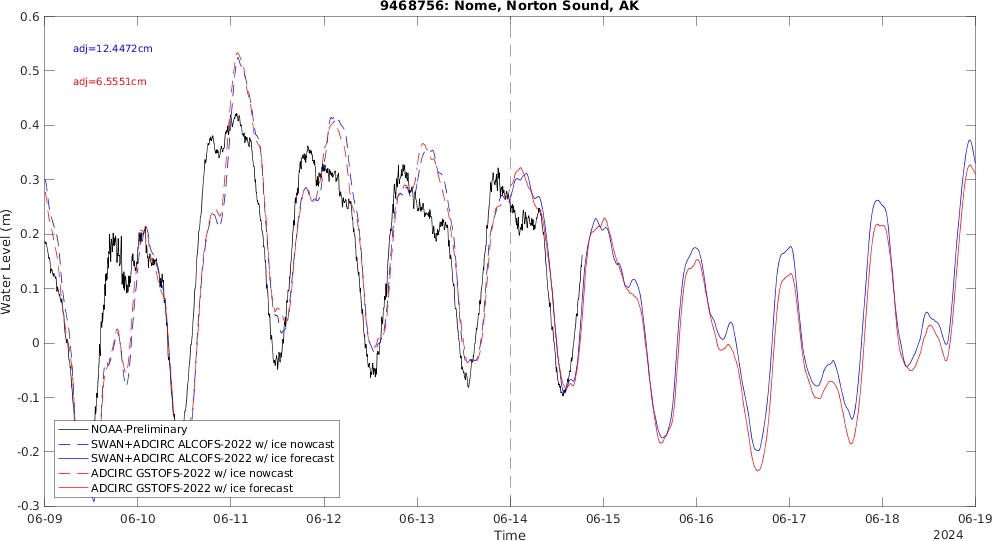 9468756: Nome, Norton Sound, AK
adj=12.4472cm
adj=6.5551cm
Water Level (m)
0.6
0.5
0.4
0.3
0.2
0.1
0
-0.1
-0.2
-0.3
NOAA-Preliminary
SWAN+ADCIRC ALCOFS-2022 w/ ice nowcast
SWAN+ADCIRC ALCOFS-2022 w/ ice forecast
ADCIRC GSTOFS-2022 w/ ice nowcast
ADCIRC GSTOFS-2022 w/ ice forecast
06-09 06-10 06-11 06-12 06-13 06-14 06-15 06-16 06-17 06-18 06-19
Time
2024